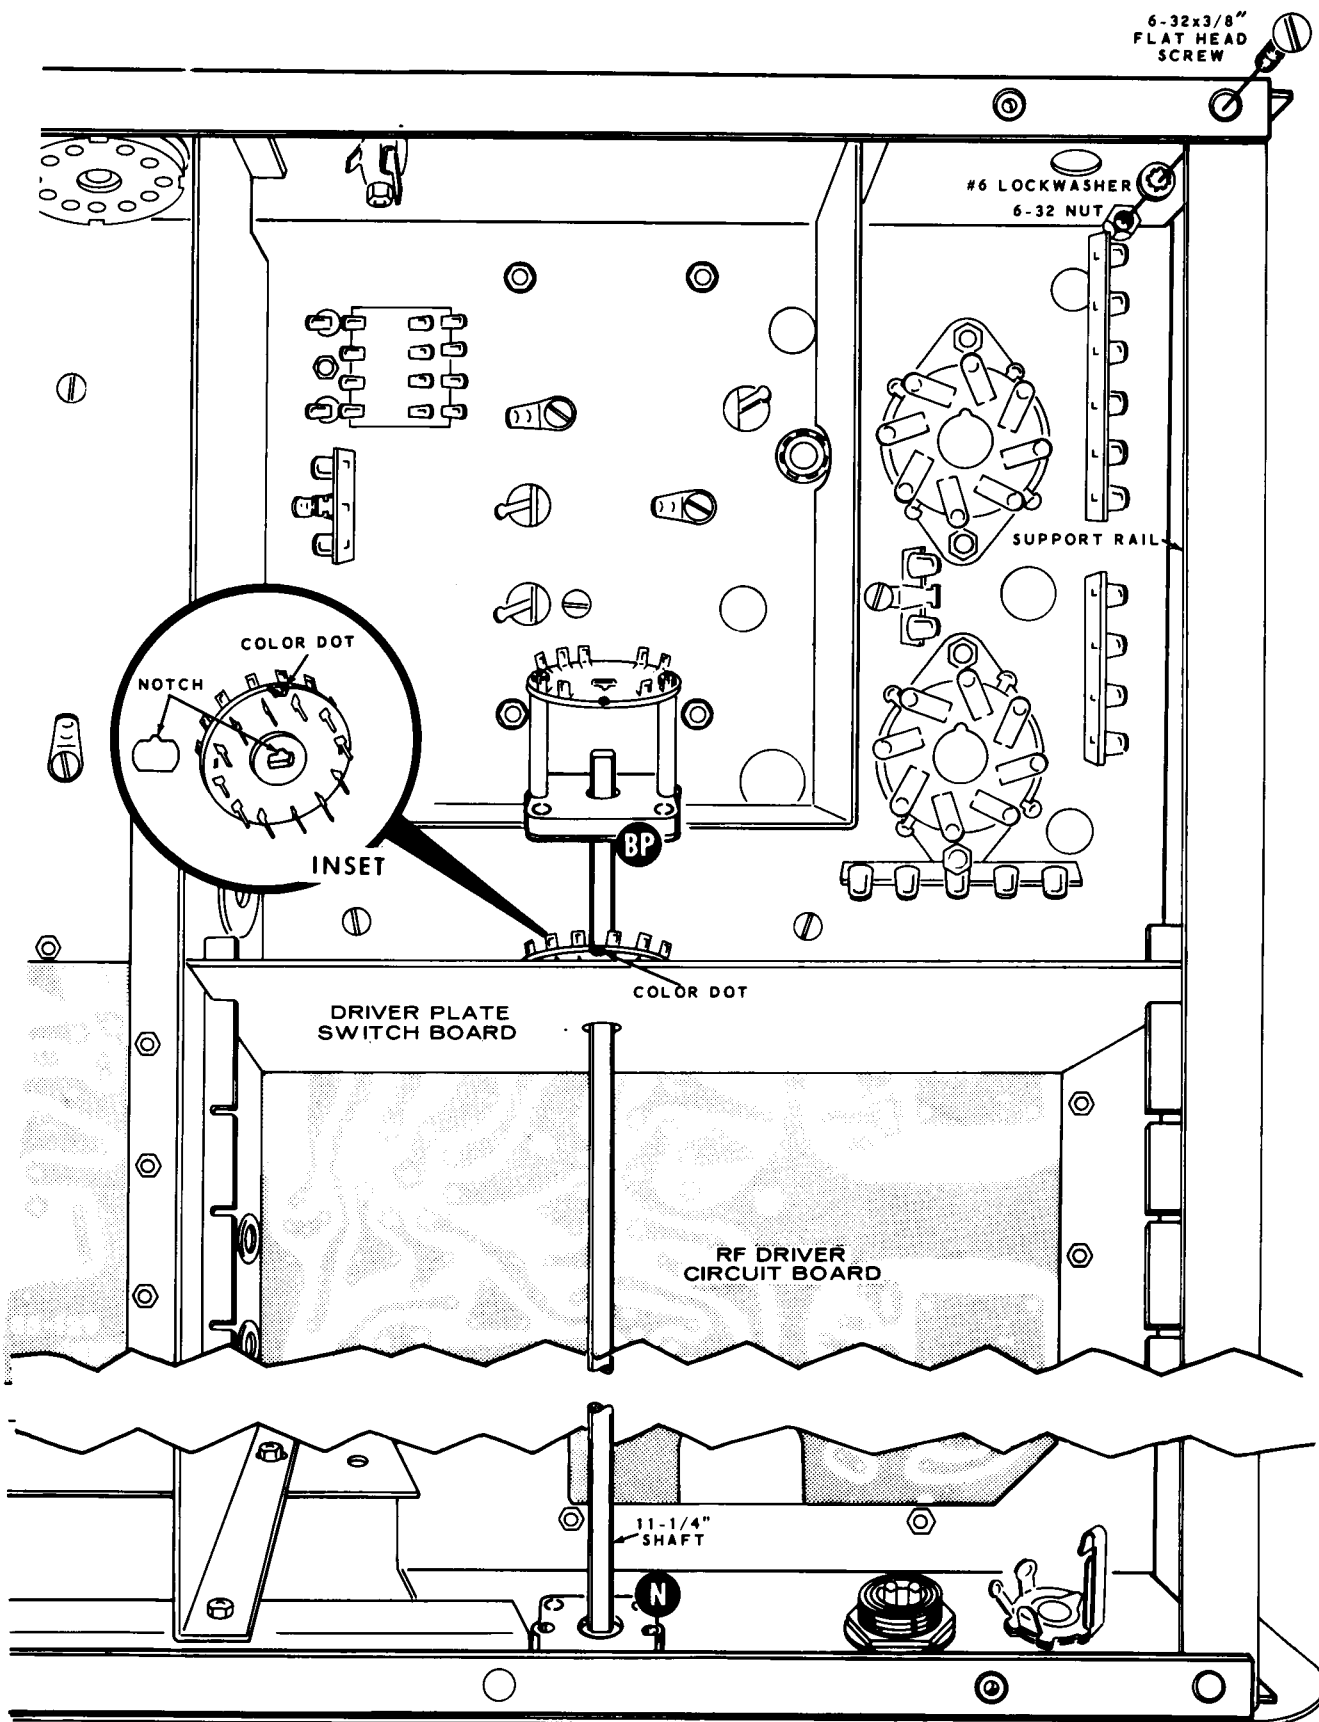 6-32x3/8"
FLAT HEAD
SCREW
#6 LOCKWASHER
6-32 NUT
SUPPORT RAIL
COLOR DOT
NOTCH
INSET
BP
COLOR DOT
DRIVER PLATE
SWITCH BOARD
RF DRIVER
CIRCUIT BOARD
11-1/4"
SHAFT
N